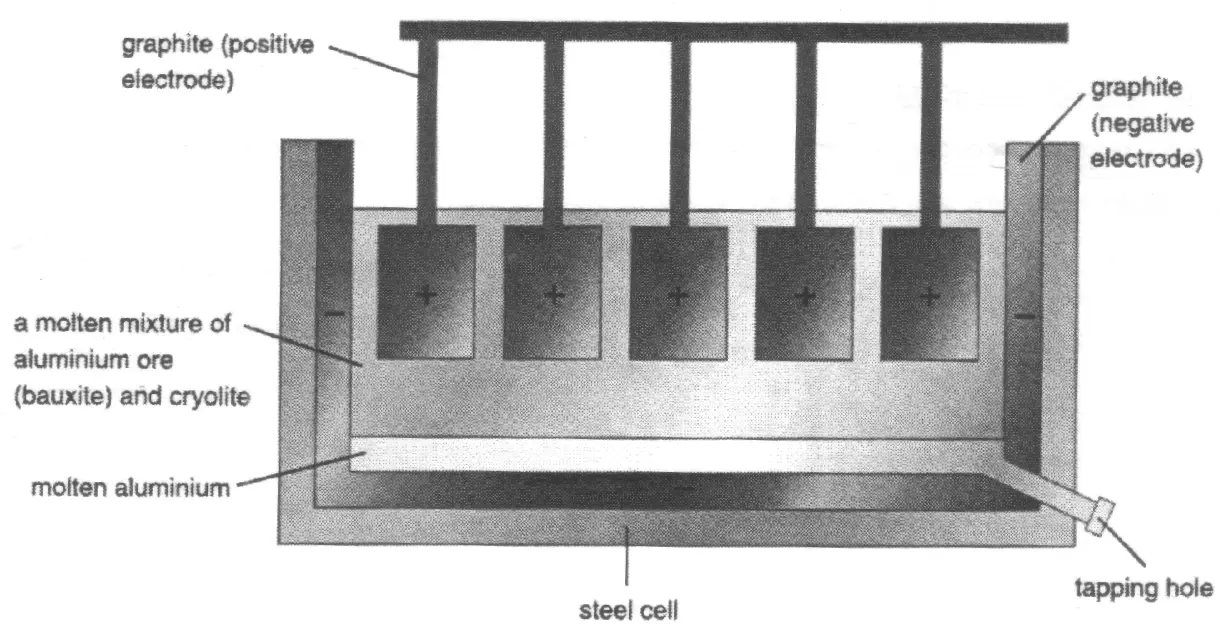 graphite (positive
electrode)
graphite
(negative
electrode)
+ + + + +
- -
a molten mixture of
aluminium ore
(bauxite) and cryolite
molten aluminium
steel cell
tapping hole